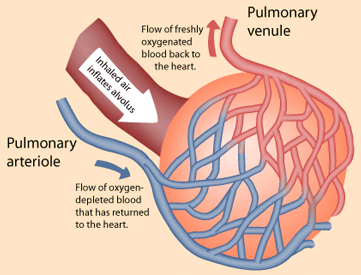 Pulmonary
venule
Flow of freshly
oxygenated
blood back to
the heart.
Inhaled air
inflates alvolus
Pulmonary
arteriole
Flow of oxygen-
depleted blood
that has returned
to the heart.